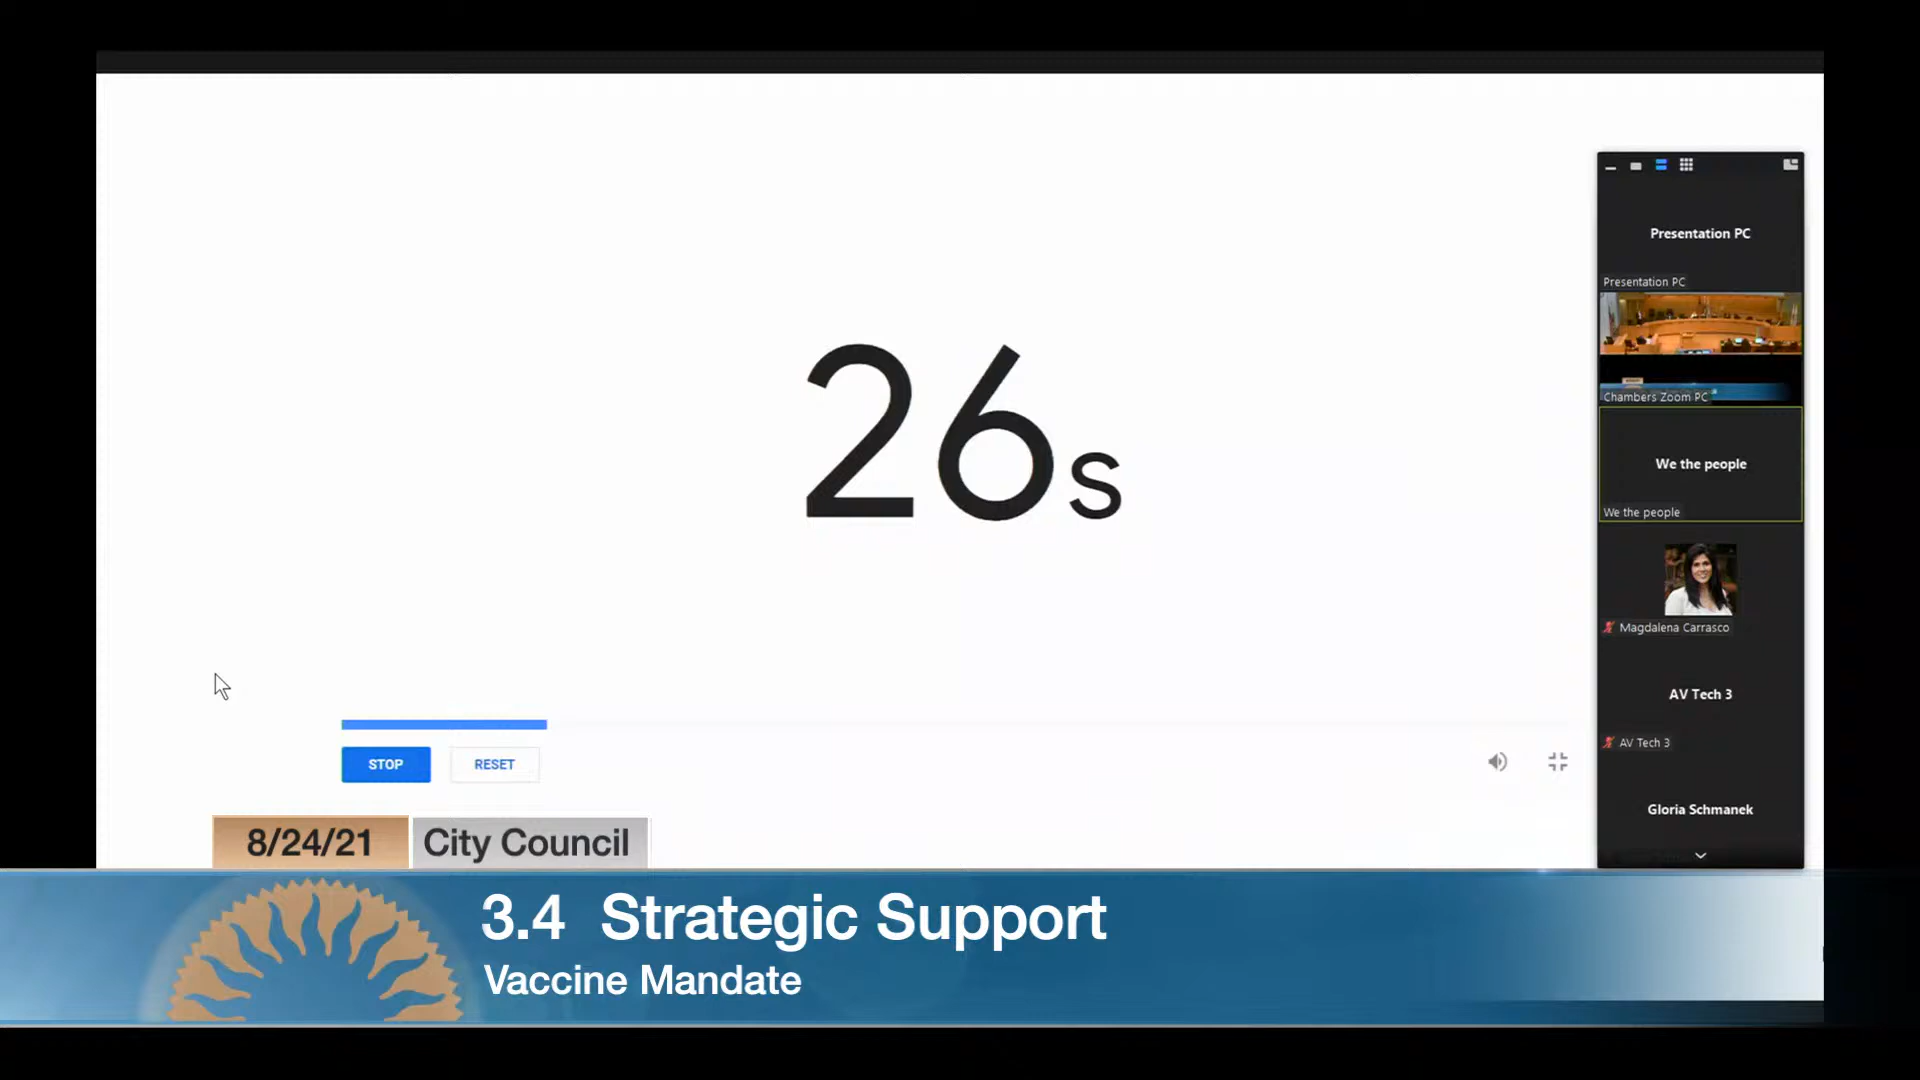 Presentation PC
Presentation PC
Chambers Zoom PC
We the people
We the people
26s
Magdalena Carrasco
AV Tech 3
AV Tech 3
STOP
RESET
Gloria Schmanek
8/24/21
City Council
3.4 Strategic Support
Vaccine Mandate